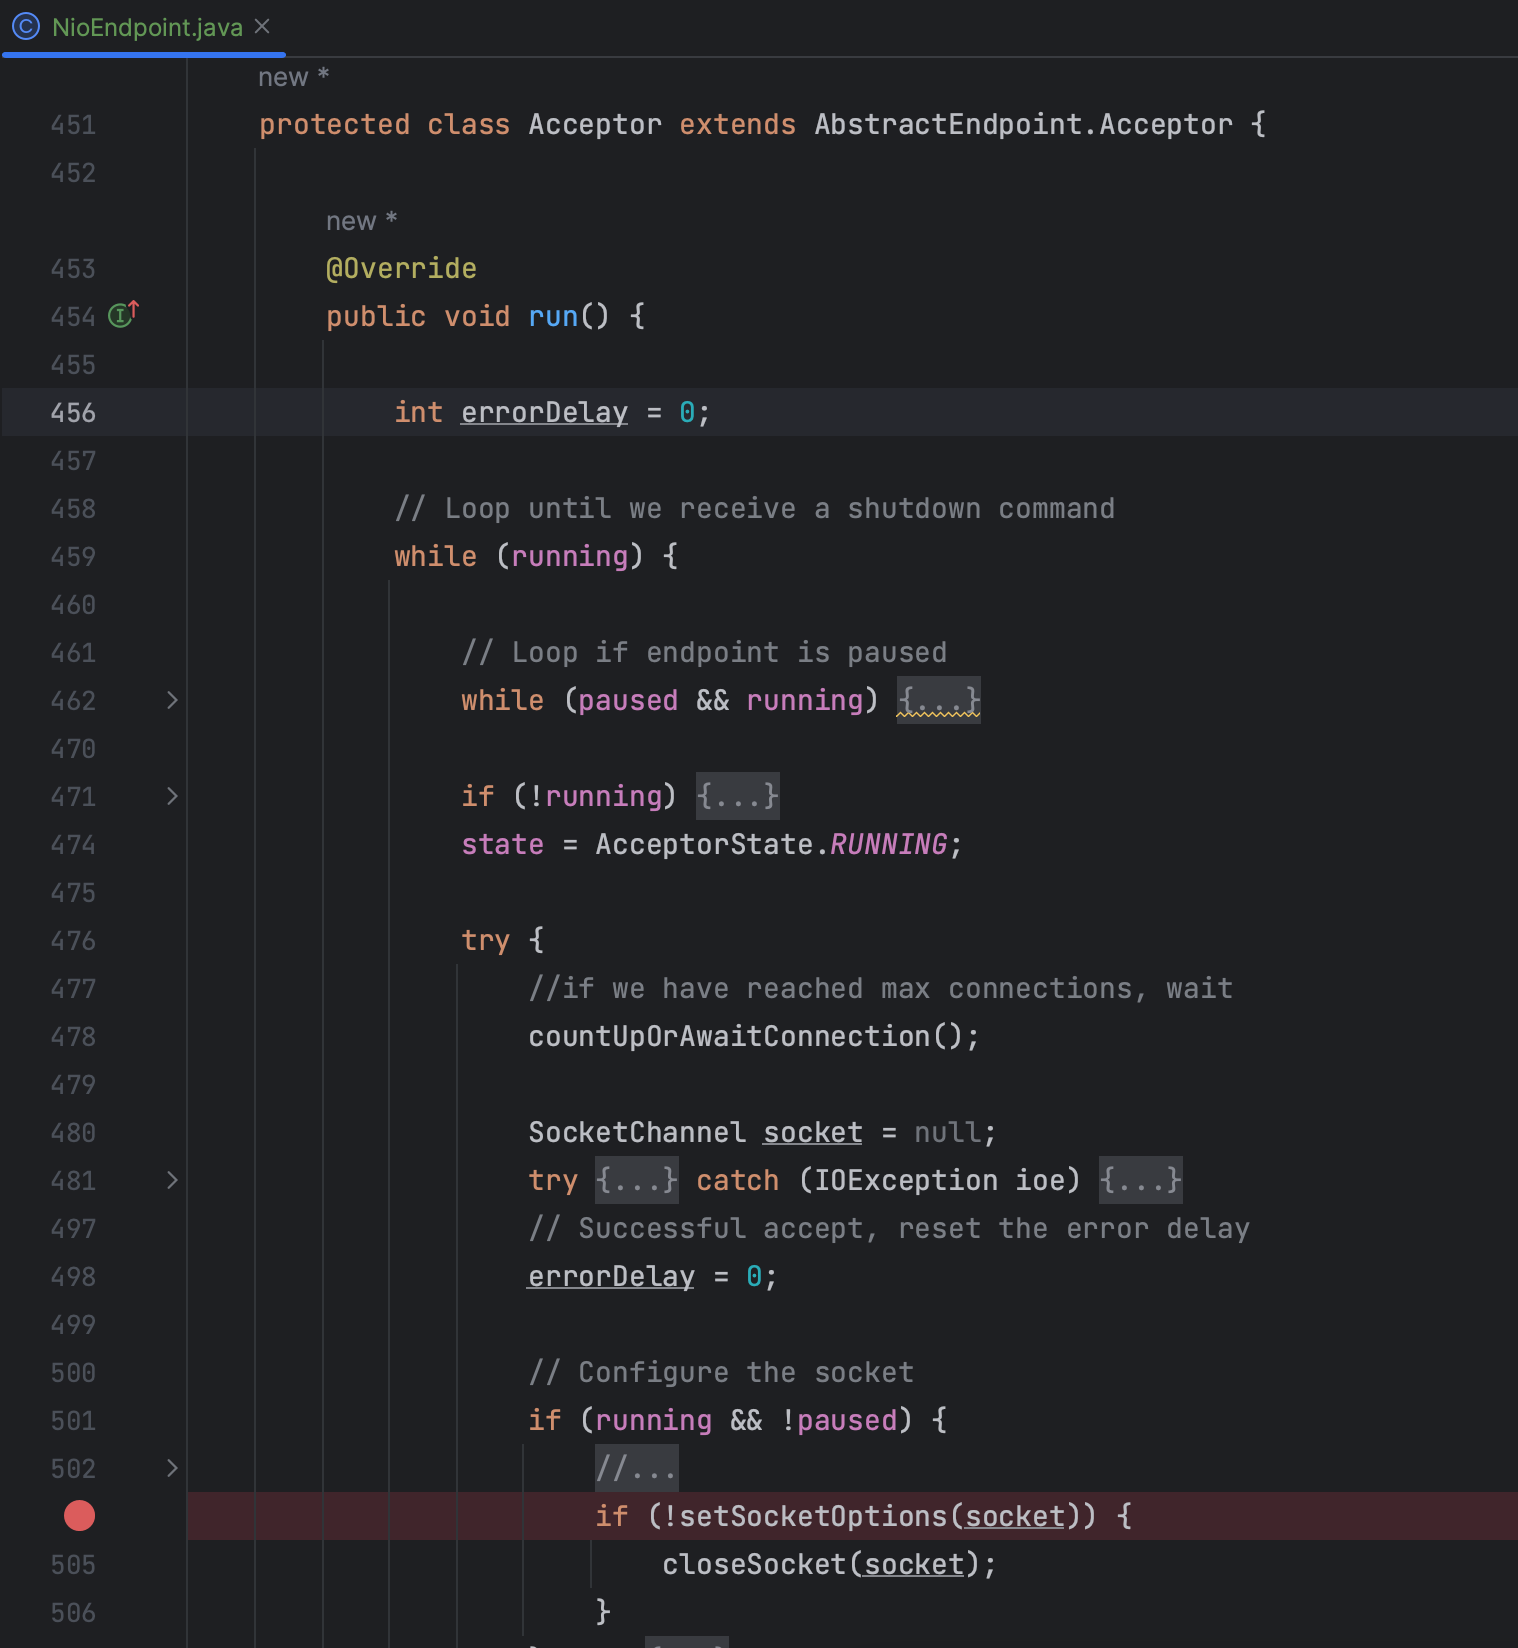 NioEndpoint.java
new *
451 protected class Acceptor extends AbstractEndpoint.Acceptor {
452
new *
453 @Override
454 public void run() {
455
456 int errorDelay = 0;
457
458 // Loop until we receive a shutdown command
459 while (running) {
460
461 // Loop if endpoint is paused
462 while (paused && running) {...}
470
471 if (!running) {...}
474 state = AcceptorState.RUNNING;
475
476 try {
477 //if we have reached max connections, wait
478 countUpOrAwaitConnection();
479
480 SocketChannel socket = null;
481 try {...} catch (IOException ioe) {...}
497 // Successful accept, reset the error delay
498 errorDelay = 0;
499
500 // Configure the socket
501 if (running && !paused) {
502 //...
if (!setSocketOptions(socket)) {
505 closeSocket(socket);
506 }